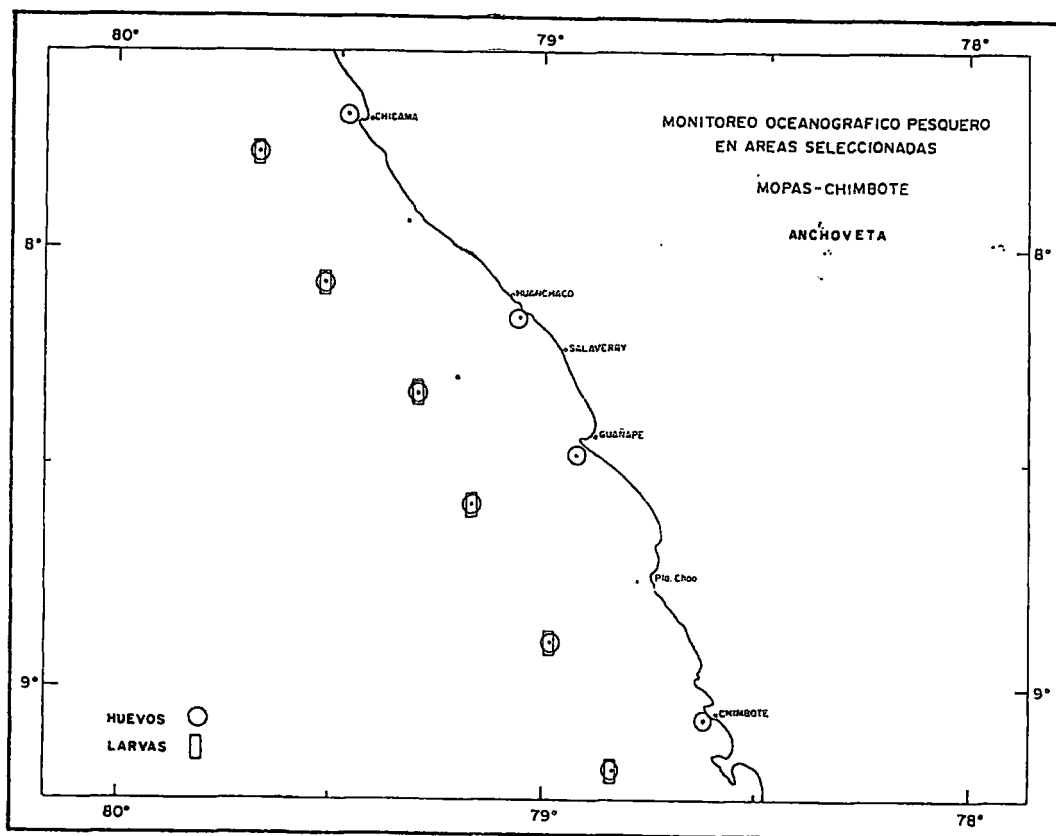 80°
79°
78°
CHICAMA
MONITOREO OCEANOGRAFICO PESQUERO
EN AREAS SELECCIONADAS
MOPAS-CHIMBOTE
ANCHOVETA
8°
8°
HUANCHACO
SALAVERRY
GUAÑAPE
Pta. Chao
9°
9°
HUEVOS
LARVAS
CHIMBOTE
80°
79°
78°